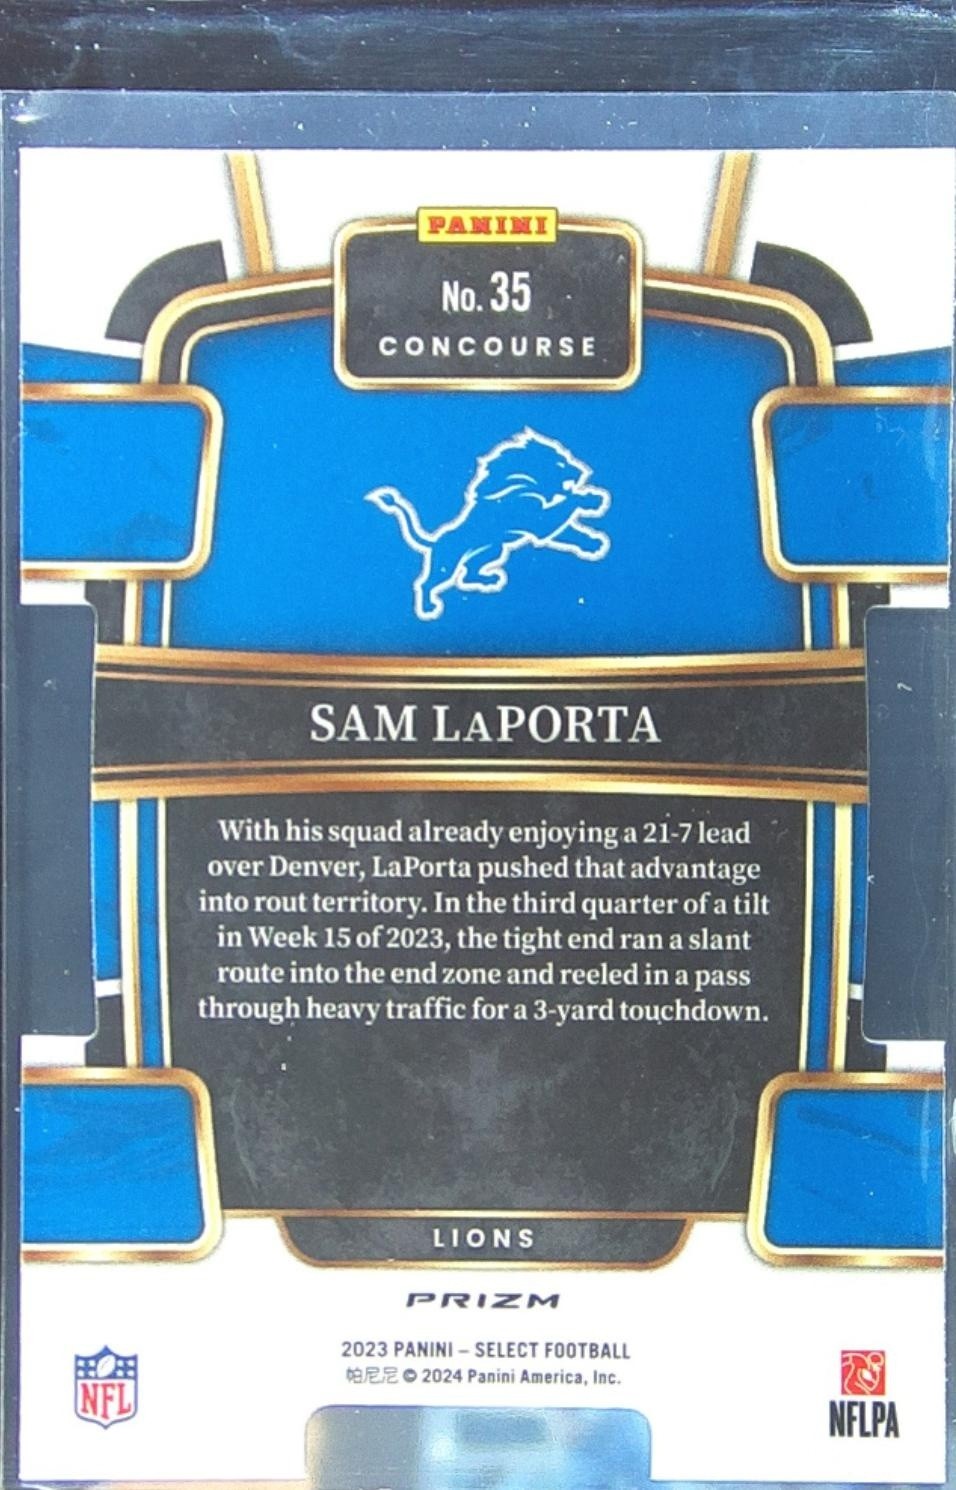 PANINI
No. 35
CONCOURSE
SAM LaPORTA
With his squad already enjoying a 21-7 lead
over Denver, LaPorta pushed that advantage
into rout territory. In the third quarter of a tilt
in Week 15 of 2023, the tight end ran a slant
route into the end zone and reeled in a pass
through heavy traffic for a 3-yard touchdown.
LIONS
PRIZM
2023 PANINI – SELECT FOOTBALL
帕尼尼 © 2024 Panini America, Inc.
NFL
NFLPA